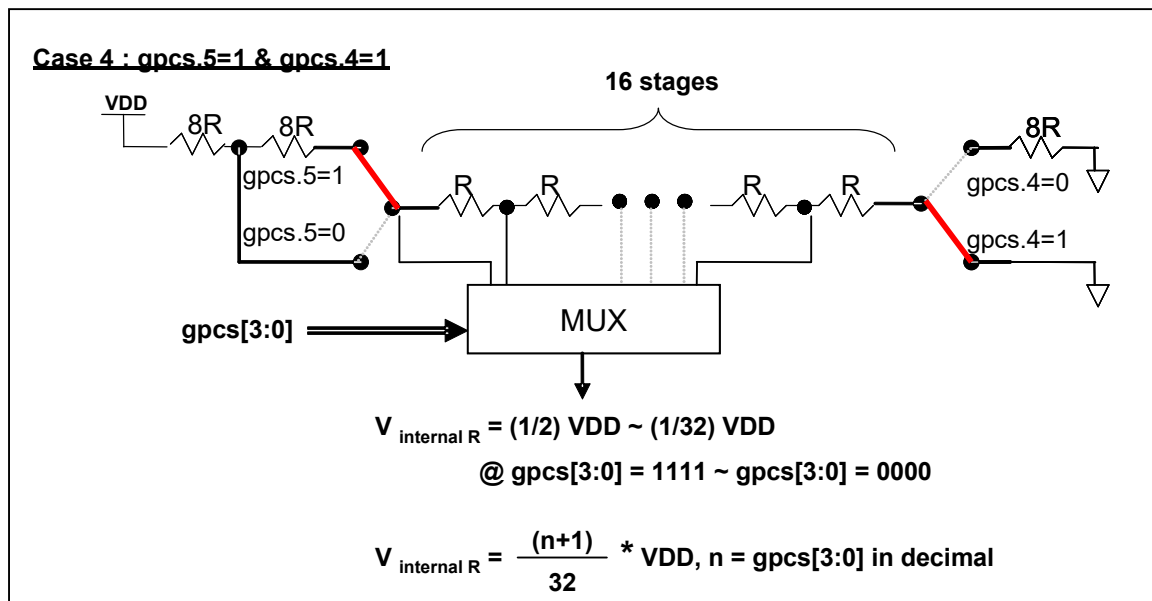 Case 4 : gpcs.5=1 & gpcs.4=1
16 stages
VDD
8R
8R
8R
gpcs.5=1
gpcs.4=0
R
R
R
R
gpcs.5=0
gpcs.4=1
gpcs[3:0]
MUX
V internal R = (1/2) VDD ~ (1/32) VDD
@ gpcs[3:0] = 1111 ~ gpcs[3:0] = 0000
V internal R = (n+1) / 32 * VDD, n = gpcs[3:0] in decimal